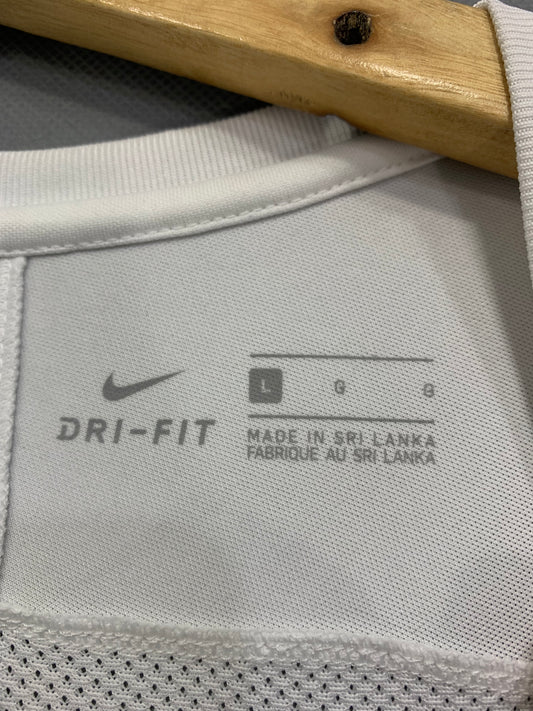 DRI-FIT
L G G
MADE IN SRI LANKA
FABRIQUE AU SRI LANKA